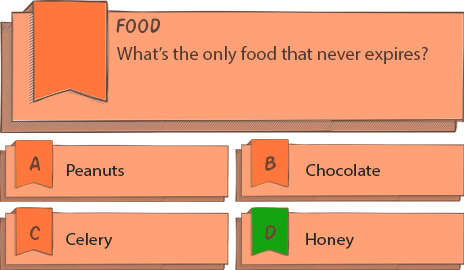 FOOD
What's the only food that never expires?
A Peanuts
B Chocolate
C Celery
D Honey